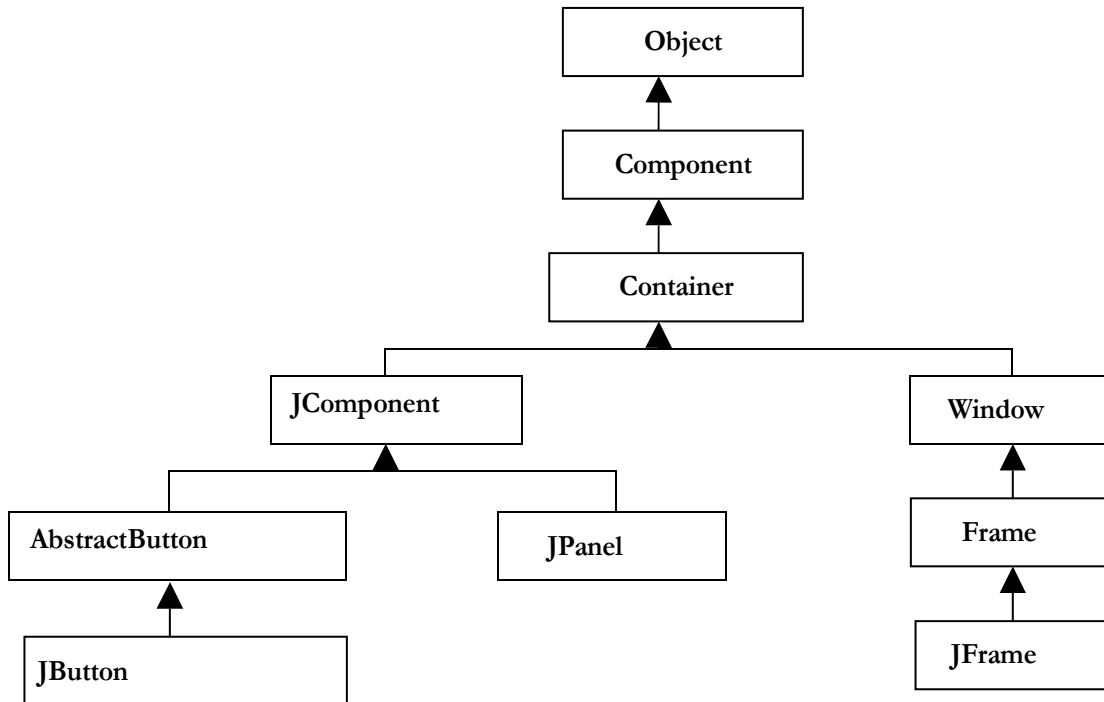 Object
Component
Container
JComponent
Window
AbstractButton
JPanel
Frame
JButton
JFrame